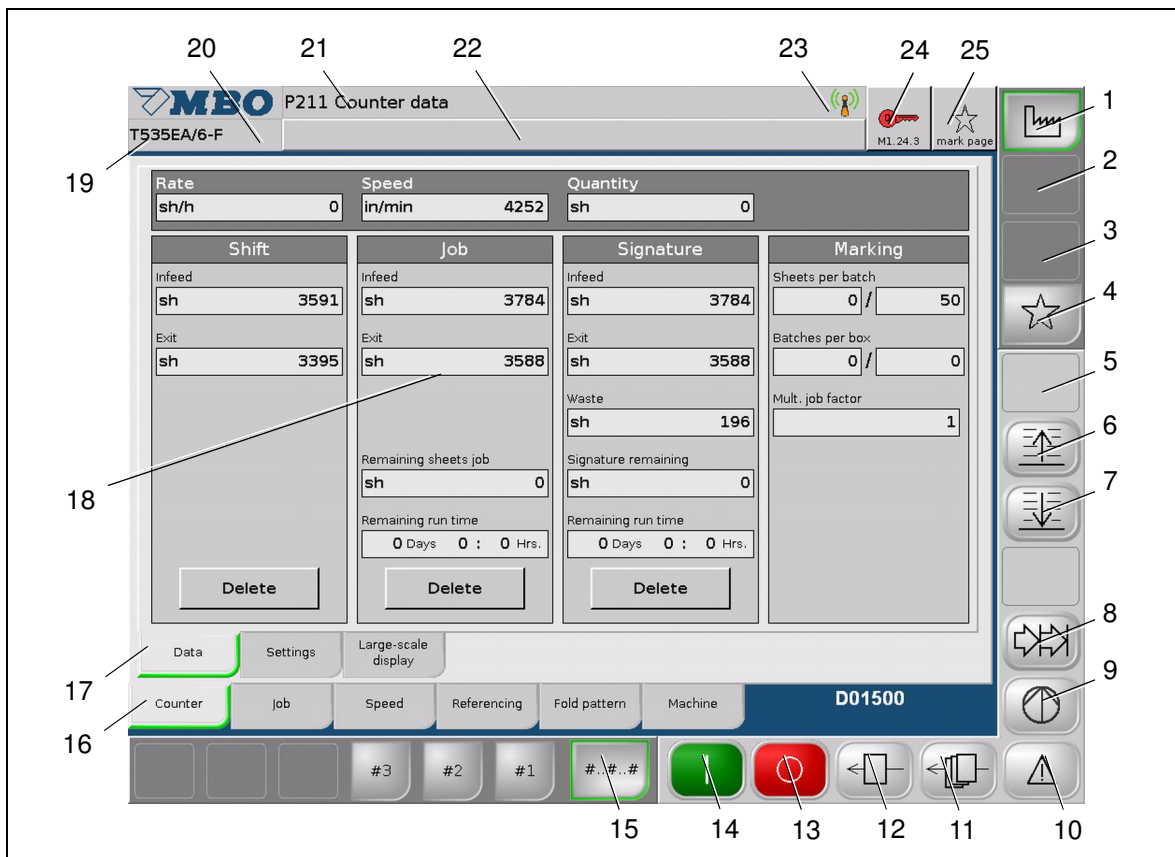 20 21 22 23 24 25
MBO P211 Counter data
T535EA/6-F M1.24.3 mark page
1
2
3
4
5
6
7
8
9
19
Rate Speed Quantity
sh/h 0 in/min 4252 sh 0
Shift Job Signature Marking
Infeed Infeed Infeed Sheets per batch
sh 3591 sh 3784 sh 3784 0 / 50
Exit Exit Exit Batches per box
sh 3395 sh 3588 sh 3588 0 / 0
Waste Mult. job factor
sh 196 1
18
Remaining sheets job Signature remaining
sh 0 sh 0
Remaining run time Remaining run time
0 Days 0 : 0 Hrs. 0 Days 0 : 0 Hrs.
Delete Delete Delete
Data Settings Large-scale
display
17
Counter Job Speed Referencing Fold pattern Machine D01500
16
#3 #2 #1 #..#..#
15 14 13 12 11 10